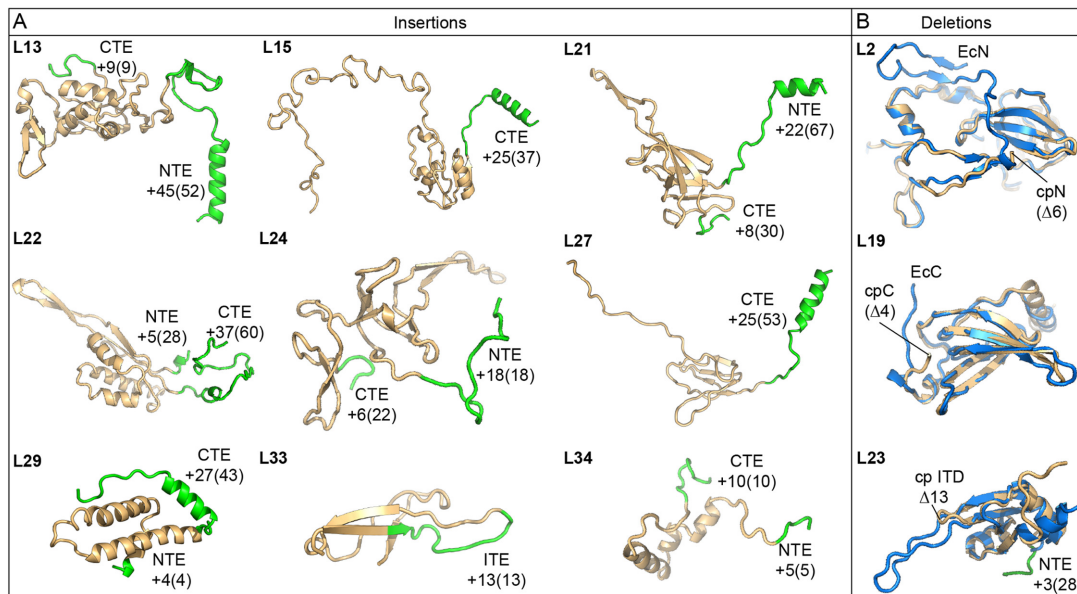 A
Insertions
B
Deletions
L13
CTE
+9(9)
NTE
+45(52)
L15
CTE
+25(37)
L21
NTE
+22(67)
CTE
+8(30)
L2
EcN
cpN
(Δ6)
L22
NTE
+5(28)
CTE
+37(60)
L24
NTE
+18(18)
CTE
+6(22)
L27
CTE
+25(53)
L19
EcC
cpC
(Δ4)
L29
CTE
+27(43)
NTE
+4(4)
L33
ITE
+13(13)
L34
CTE
+10(10)
NTE
+5(5)
L23
cp ITD
Δ13
NTE
+3(28